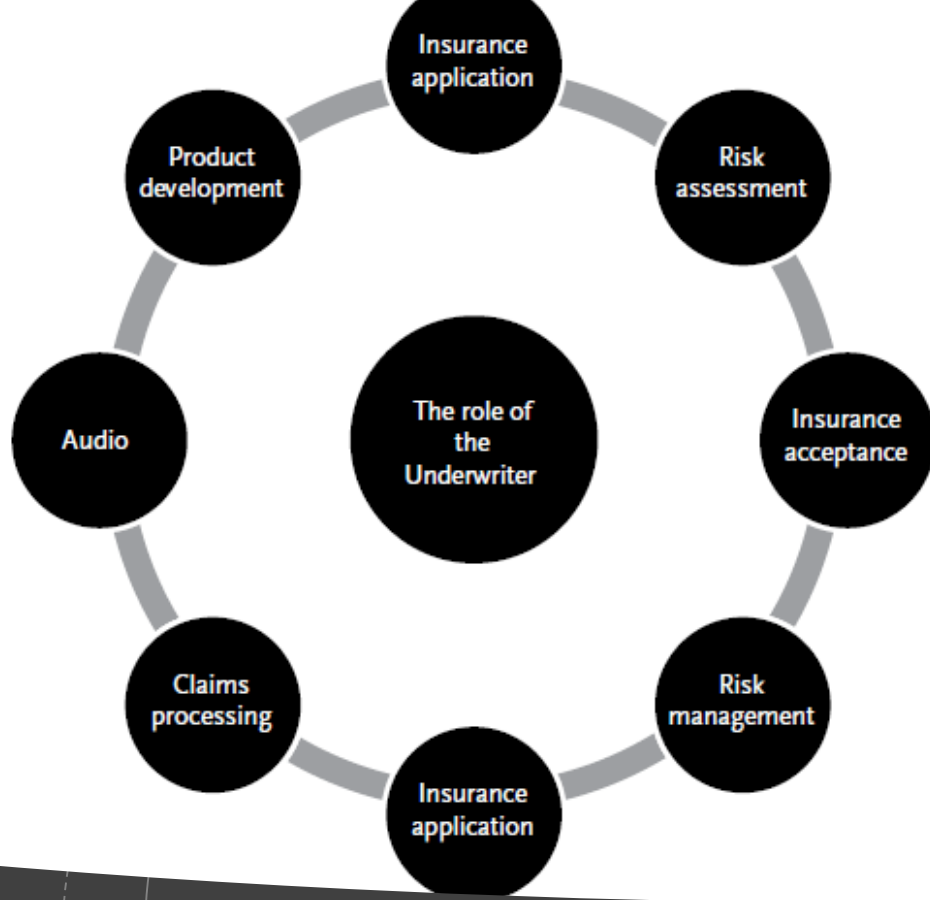 Insurance
application
Risk
assessment
Insurance
acceptance
Risk
management
Insurance
application
Claims
processing
Audio
Product
development
The role of
the
Underwriter